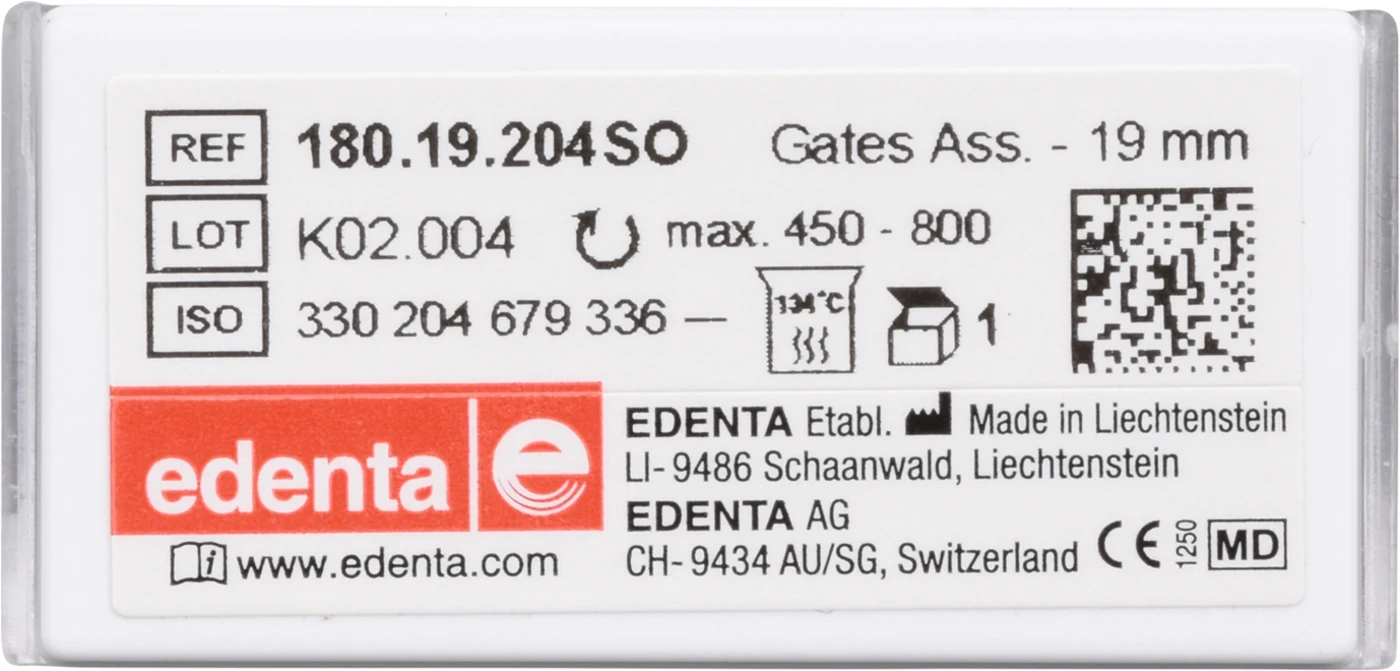 REF 180.19.204SO Gates Ass. - 19 mm
LOT K02.004 max. 450 - 800
ISO 330 204 679 336 —
134°C
1
edenta e
www.edenta.com
EDENTA Etabl. Made in Liechtenstein
LI- 9486 Schaanwald, Liechtenstein
EDENTA AG
CH- 9434 AU/SG, Switzerland
CE 1250 MD